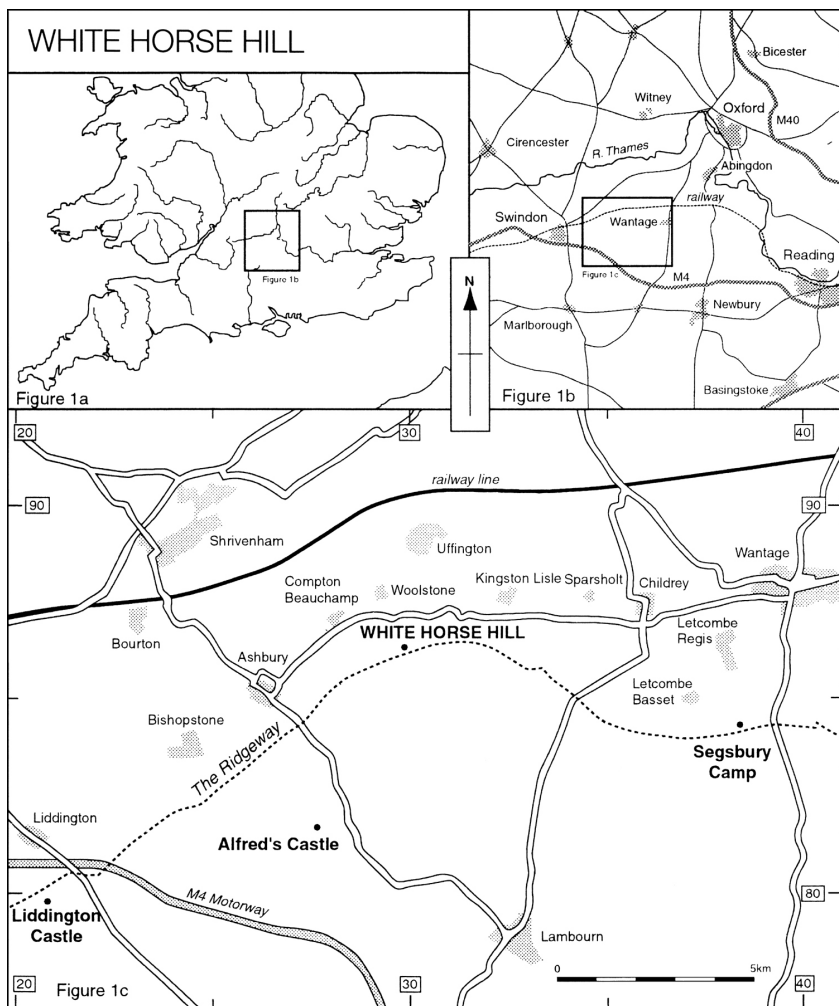 WHITE HORSE HILL
Figure 1b
Figure 1a
N
Bicester
Witney
Oxford
M40
Cirencester
R. Thames
Abingdon
railway
Swindon
Wantage
Reading
Figure 1c
M4
Newbury
Marlborough
Basingstoke
Figure 1b
20
30
40
railway line
90
90
Shrivenham
Uffington
Wantage
Compton
Beauchamp
Woolstone
Kingston Lisle
Sparsholt
Childrey
Bourton
WHITE HORSE HILL
Letcombe
Regis
Ashbury
Letcombe
Basset
Bishopstone
The Ridgeway
Segsbury
Camp
Liddington
Alfred's Castle
M4 Motorway
80
Liddington
Castle
Lambourn
0
5km
20
Figure 1c
30
40